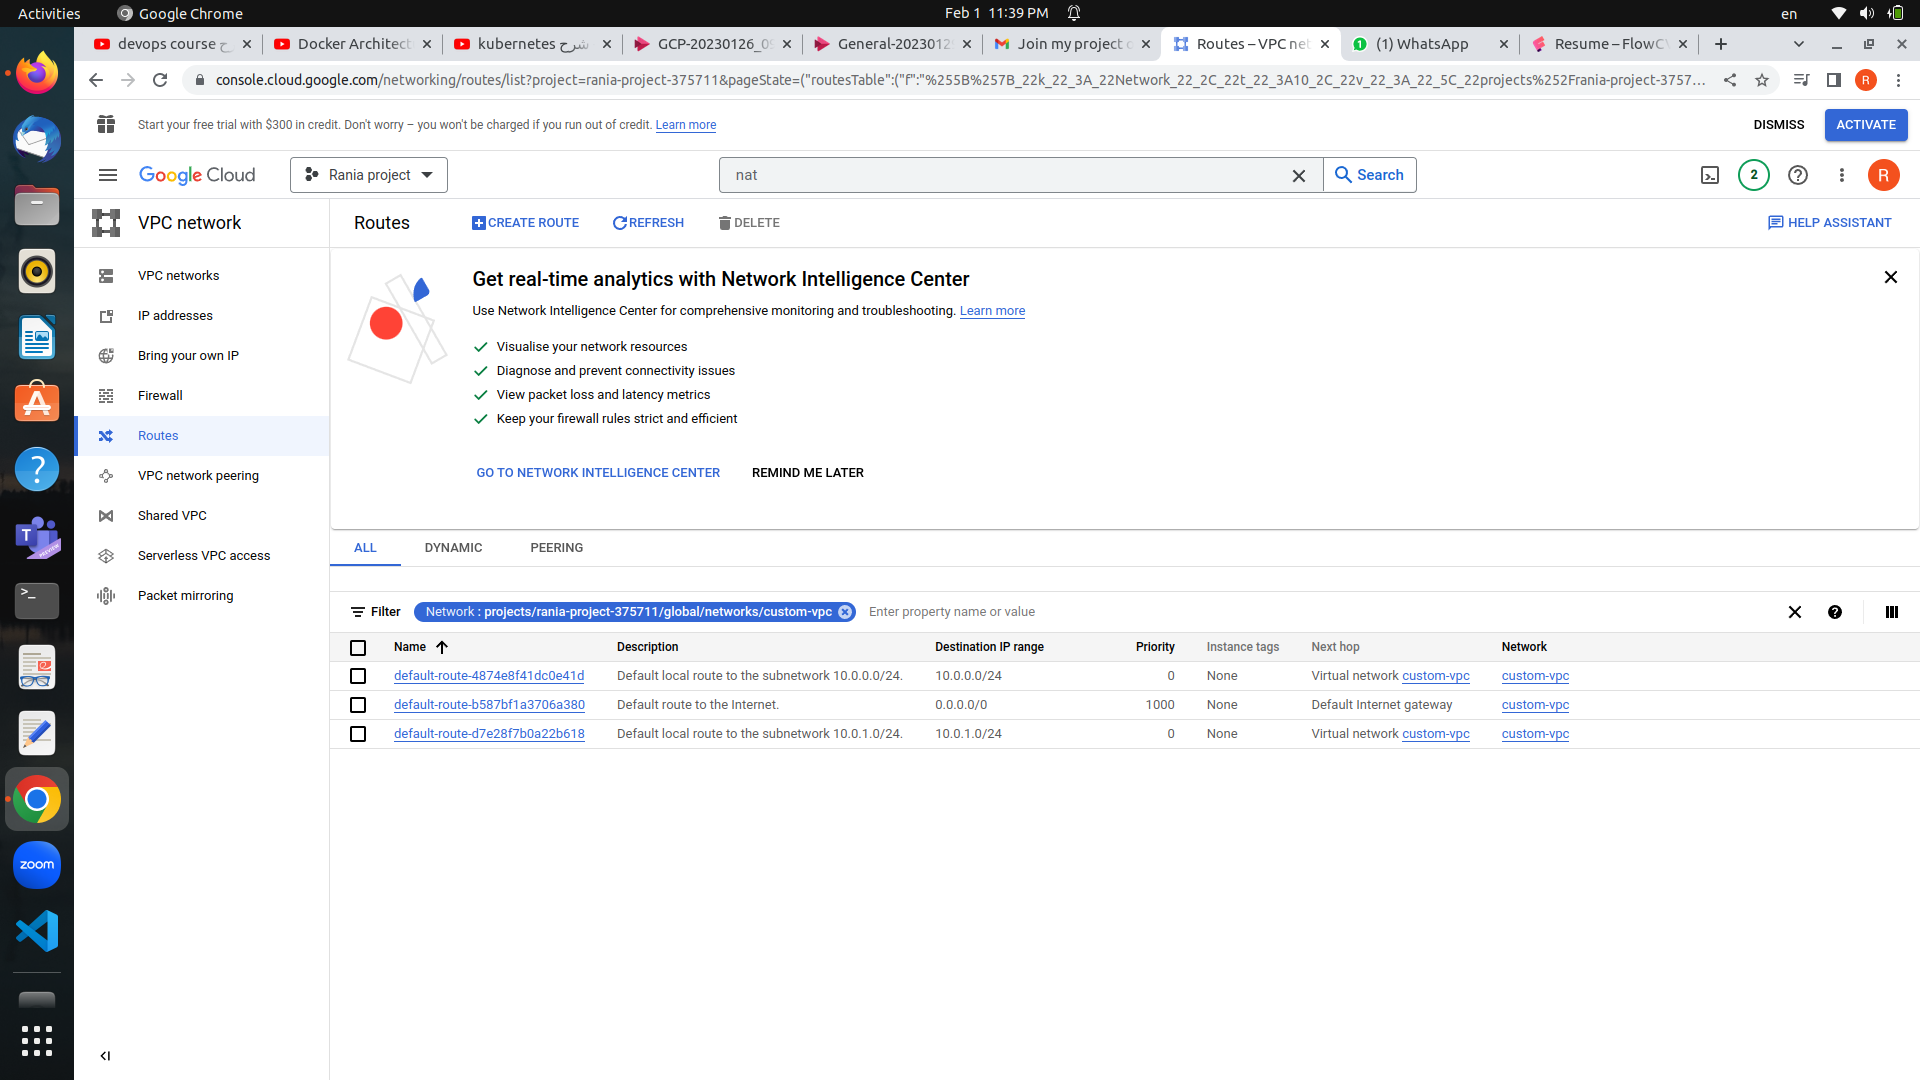 Activities
Google Chrome
Feb 1 11:39 PM
en
devops course شرح
Docker Architect
kubernetes شرح
GCP-20230126_09
General-2023012
Join my project o
Routes – VPC net
(1) WhatsApp
Resume – FlowCV
console.cloud.google.com/networking/routes/list?project=rania-project-375711&pageState=("routesTable":("f":"%255B%257B_22k_22_3A_22Network_22_2C_22t_22_3A10_2C_22v_22_3A_22_5C_22projects%252Frania-project-3757...
R
Start your free trial with $300 in credit. Don't worry – you won't be charged if you run out of credit. Learn more
DISMISS
ACTIVATE
Google Cloud
Rania project
nat
Search
2
R
VPC network
Routes
CREATE ROUTE
REFRESH
DELETE
HELP ASSISTANT
VPC networks
IP addresses
Bring your own IP
Firewall
Routes
VPC network peering
Shared VPC
Serverless VPC access
Packet mirroring
Get real-time analytics with Network Intelligence Center
Use Network Intelligence Center for comprehensive monitoring and troubleshooting. Learn more
Visualise your network resources
Diagnose and prevent connectivity issues
View packet loss and latency metrics
Keep your firewall rules strict and efficient
GO TO NETWORK INTELLIGENCE CENTER
REMIND ME LATER
ALL
DYNAMIC
PEERING
Filter
Network : projects/rania-project-375711/global/networks/custom-vpc
Enter property name or value
Name Description Destination IP range Priority Instance tags Next hop Network
default-route-4874e8f41dc0e41d Default local route to the subnetwork 10.0.0.0/24. 10.0.0.0/24 0 None Virtual network custom-vpc custom-vpc
default-route-b587bf1a3706a380 Default route to the Internet. 0.0.0.0/0 1000 None Default Internet gateway custom-vpc
default-route-d7e28f7b0a22b618 Default local route to the subnetwork 10.0.1.0/24. 10.0.1.0/24 0 None Virtual network custom-vpc custom-vpc
zoom